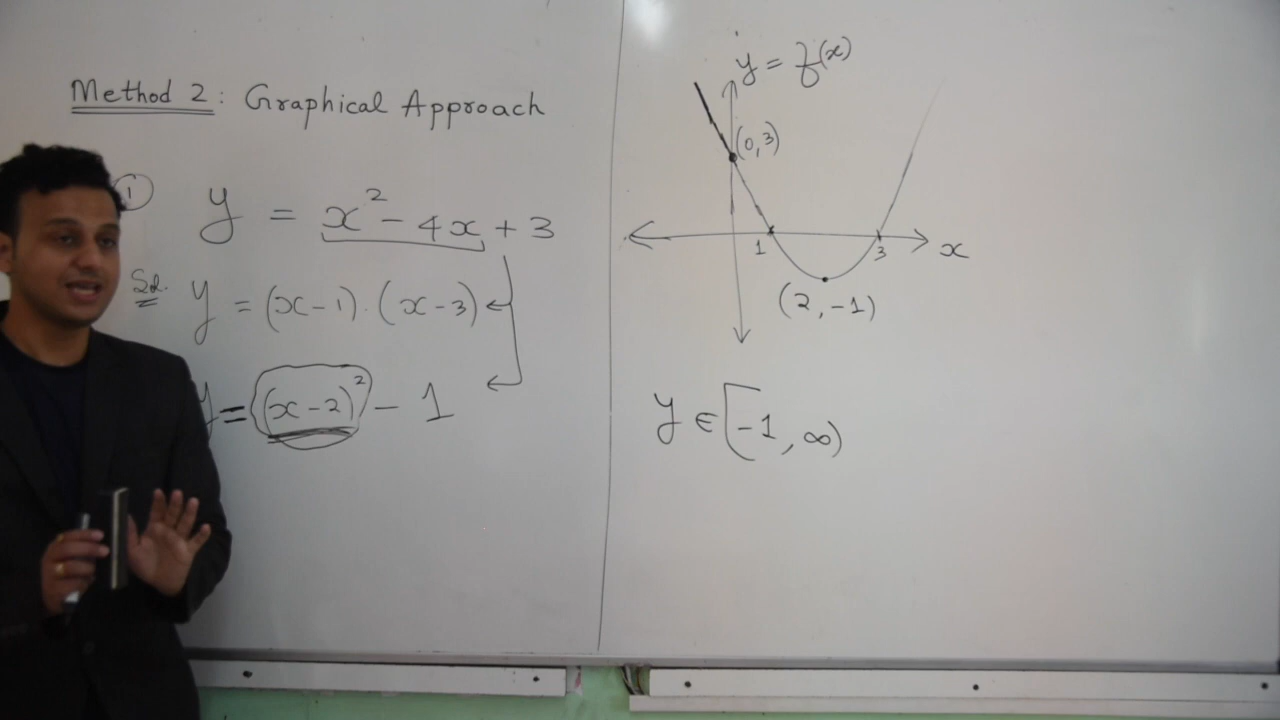 Method 2 : Graphical Approach
① y = x² - 4x + 3
Sol. y = (x-1).(x-3)
y = (x-2)² - 1
y = f(x)
(0,3)
1
3
x
(2,-1)
y ∈ [-1, ∞)